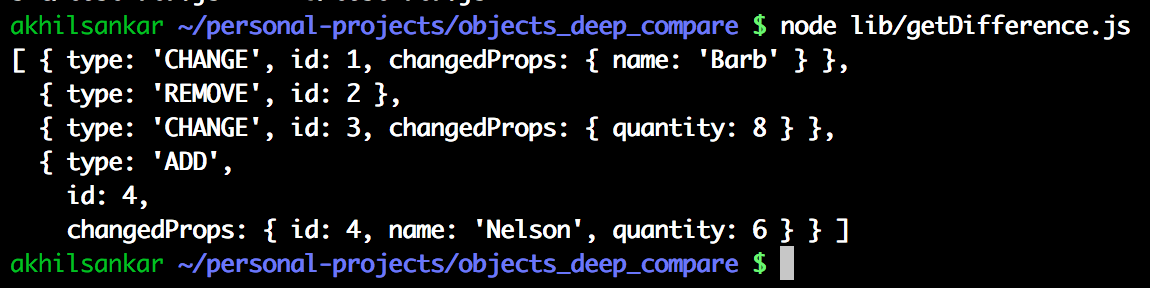 akhilsankar ~/personal-projects/objects_deep_compare $ node lib/getDifference.js
[ { type: 'CHANGE', id: 1, changedProps: { name: 'Barb' } },
  { type: 'REMOVE', id: 2 },
  { type: 'CHANGE', id: 3, changedProps: { quantity: 8 } },
  { type: 'ADD',
    id: 4,
    changedProps: { id: 4, name: 'Nelson', quantity: 6 } } ]
akhilsankar ~/personal-projects/objects_deep_compare $